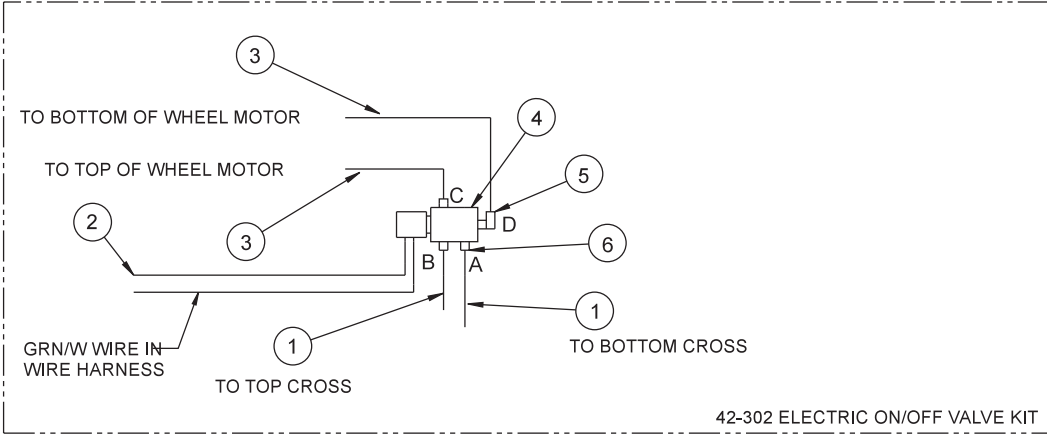 3
TO BOTTOM OF WHEEL MOTOR
4
TO TOP OF WHEEL MOTOR
5
C
2
D
3
6
B
A
1
1
GRN/W WIRE IN
WIRE HARNESS
TO BOTTOM CROSS
TO TOP CROSS
42-302 ELECTRIC ON/OFF VALVE KIT